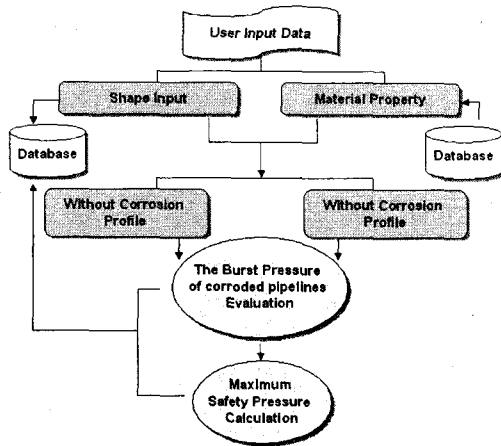 User Input Data
Shape Input
Material Property
Database
Database
Without Corrosion
Profile
Without Corrosion
Profile
The Burst Pressure
of corroded pipelines
Evaluation
Maximum
Safety Pressure
Calculation